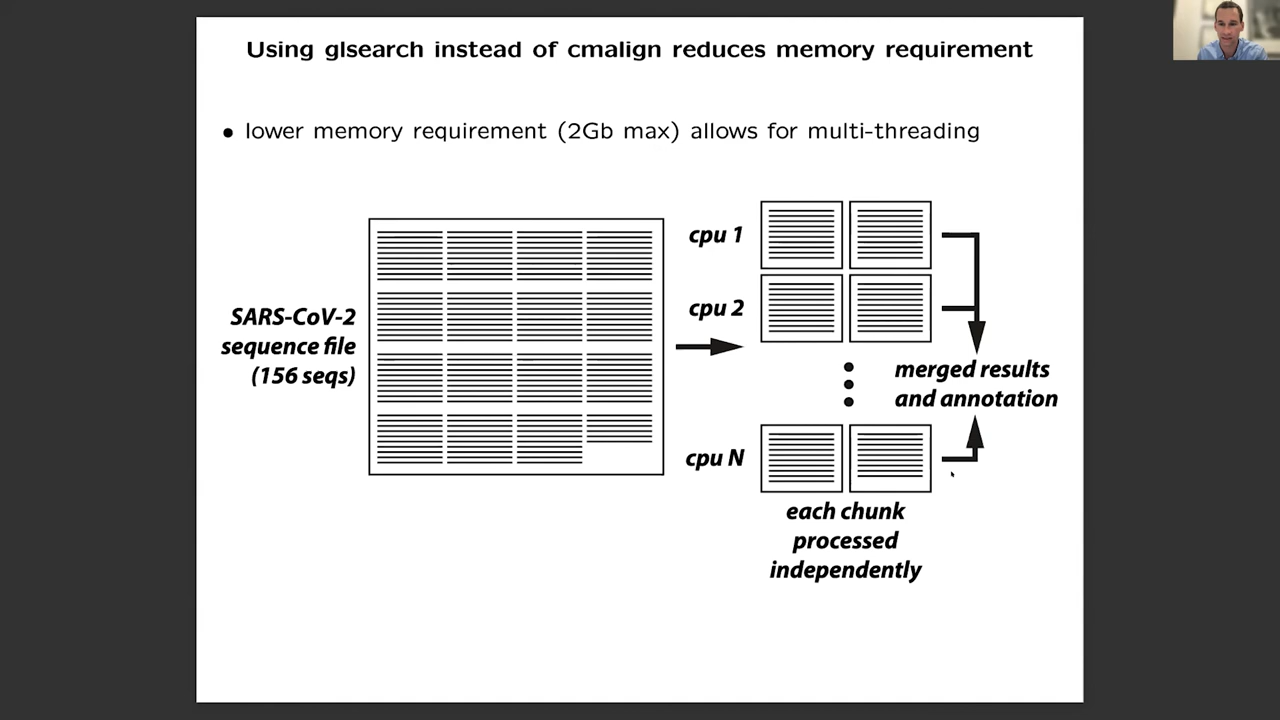 Using glsearch instead of cmalign reduces memory requirement
• lower memory requirement (2Gb max) allows for multi-threading
SARS-CoV-2
sequence file
(156 seqs)
cpu 1
cpu 2
cpu N
merged results
and annotation
each chunk
processed
independently